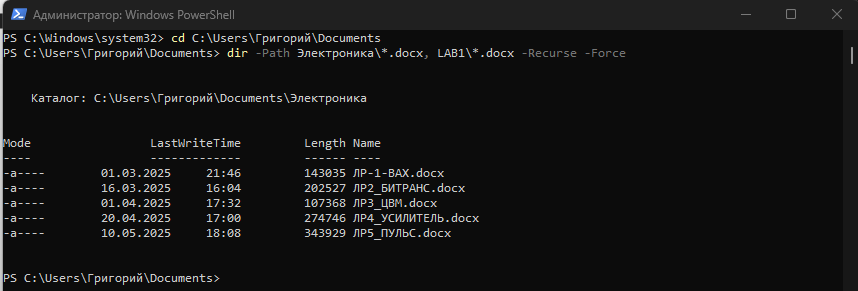 Администратор: Windows PowerShell
PS C:\Windows\system32> cd C:\Users\Григорий\Documents
PS C:\Users\Григорий\Documents> dir -Path Электроника\*.docx, LAB1\*.docx -Recurse -Force
Каталог: C:\Users\Григорий\Documents\Электроника
Mode LastWriteTime Length Name
---- ------------- ------ ----
-a---- 01.03.2025 21:46 143035 ЛР-1-ВАХ.docx
-a---- 16.03.2025 16:04 202527 ЛР2_БИТРАНС.docx
-a---- 01.04.2025 17:32 107368 ЛР3_ЦВМ.docx
-a---- 20.04.2025 17:00 274746 ЛР4_УСИЛИТЕЛЬ.docx
-a---- 10.05.2025 18:08 343929 ЛР5_ПУЛЬС.docx
PS C:\Users\Григорий\Documents>